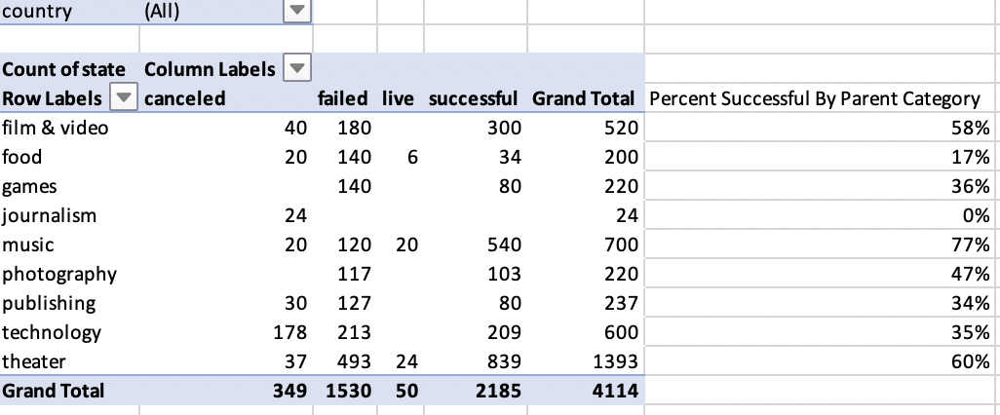 country (All)
Count of state Column Labels
Row Labels canceled failed live successful Grand Total Percent Successful By Parent Category
film & video 40 180 300 520 58%
food 20 140 6 34 200 17%
games 140 80 220 36%
journalism 24 24 0%
music 20 120 20 540 700 77%
photography 117 103 220 47%
publishing 30 127 80 237 34%
technology 178 213 209 600 35%
theater 37 493 24 839 1393 60%
Grand Total 349 1530 50 2185 4114